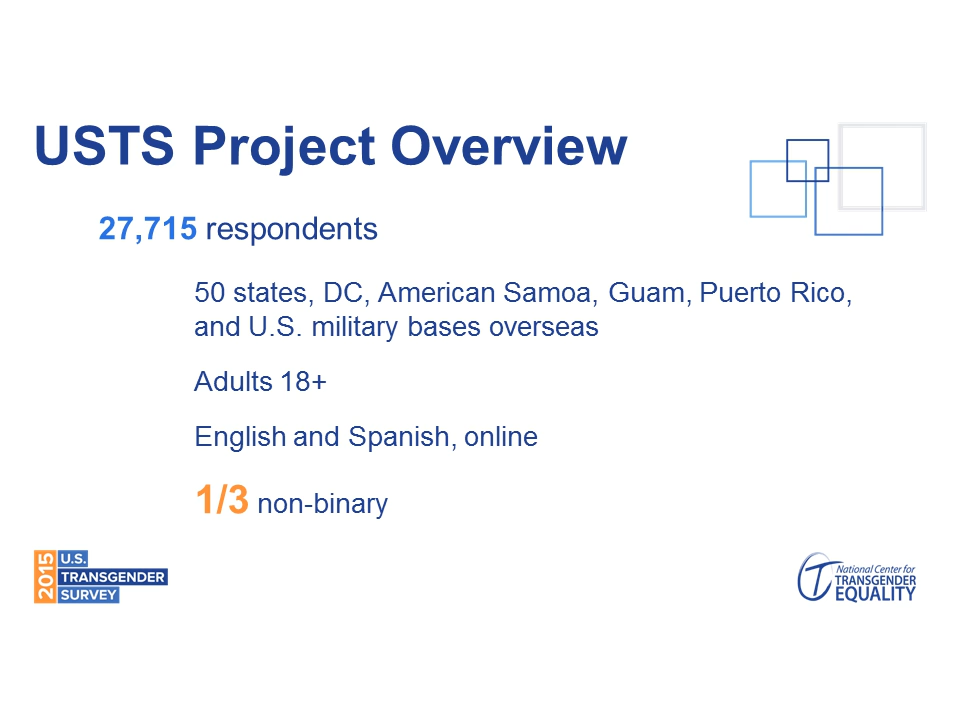 USTS Project Overview
27,715 respondents
50 states, DC, American Samoa, Guam, Puerto Rico,
and U.S. military bases overseas
Adults 18+
English and Spanish, online
1/3 non-binary
2015
U.S.
TRANSGENDER
SURVEY
National Center for
TRANSGENDER
EQUALITY